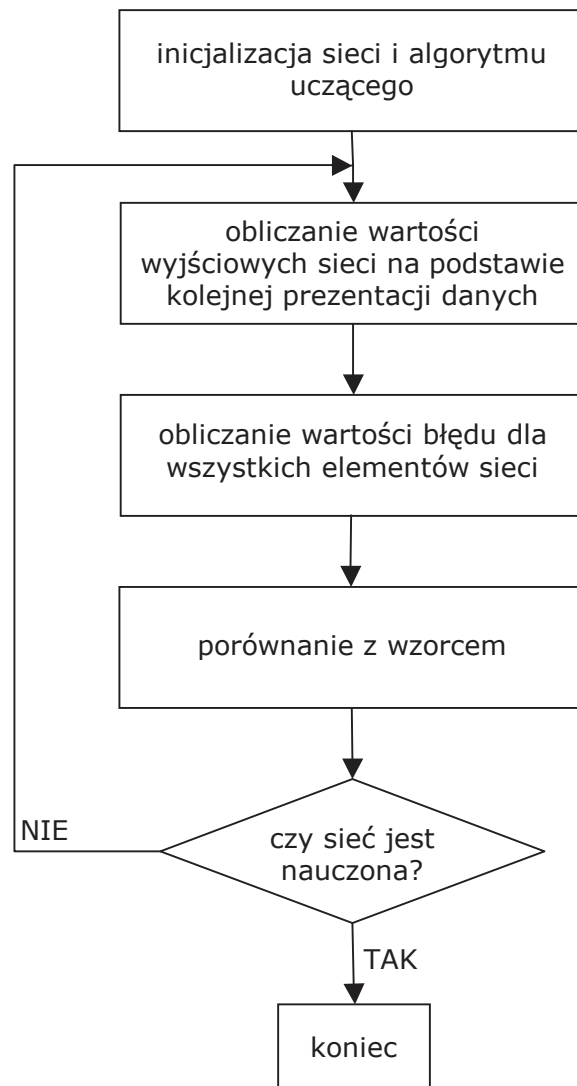 inicjalizacja sieci i algorytmu
uczącego
obliczanie wartości
wyjściowych sieci na podstawie
kolejnej prezentacji danych
obliczanie wartości błędu dla
wszystkich elementów sieci
porównanie z wzorcem
czy sieć jest
nauczona?
NIE
TAK
koniec